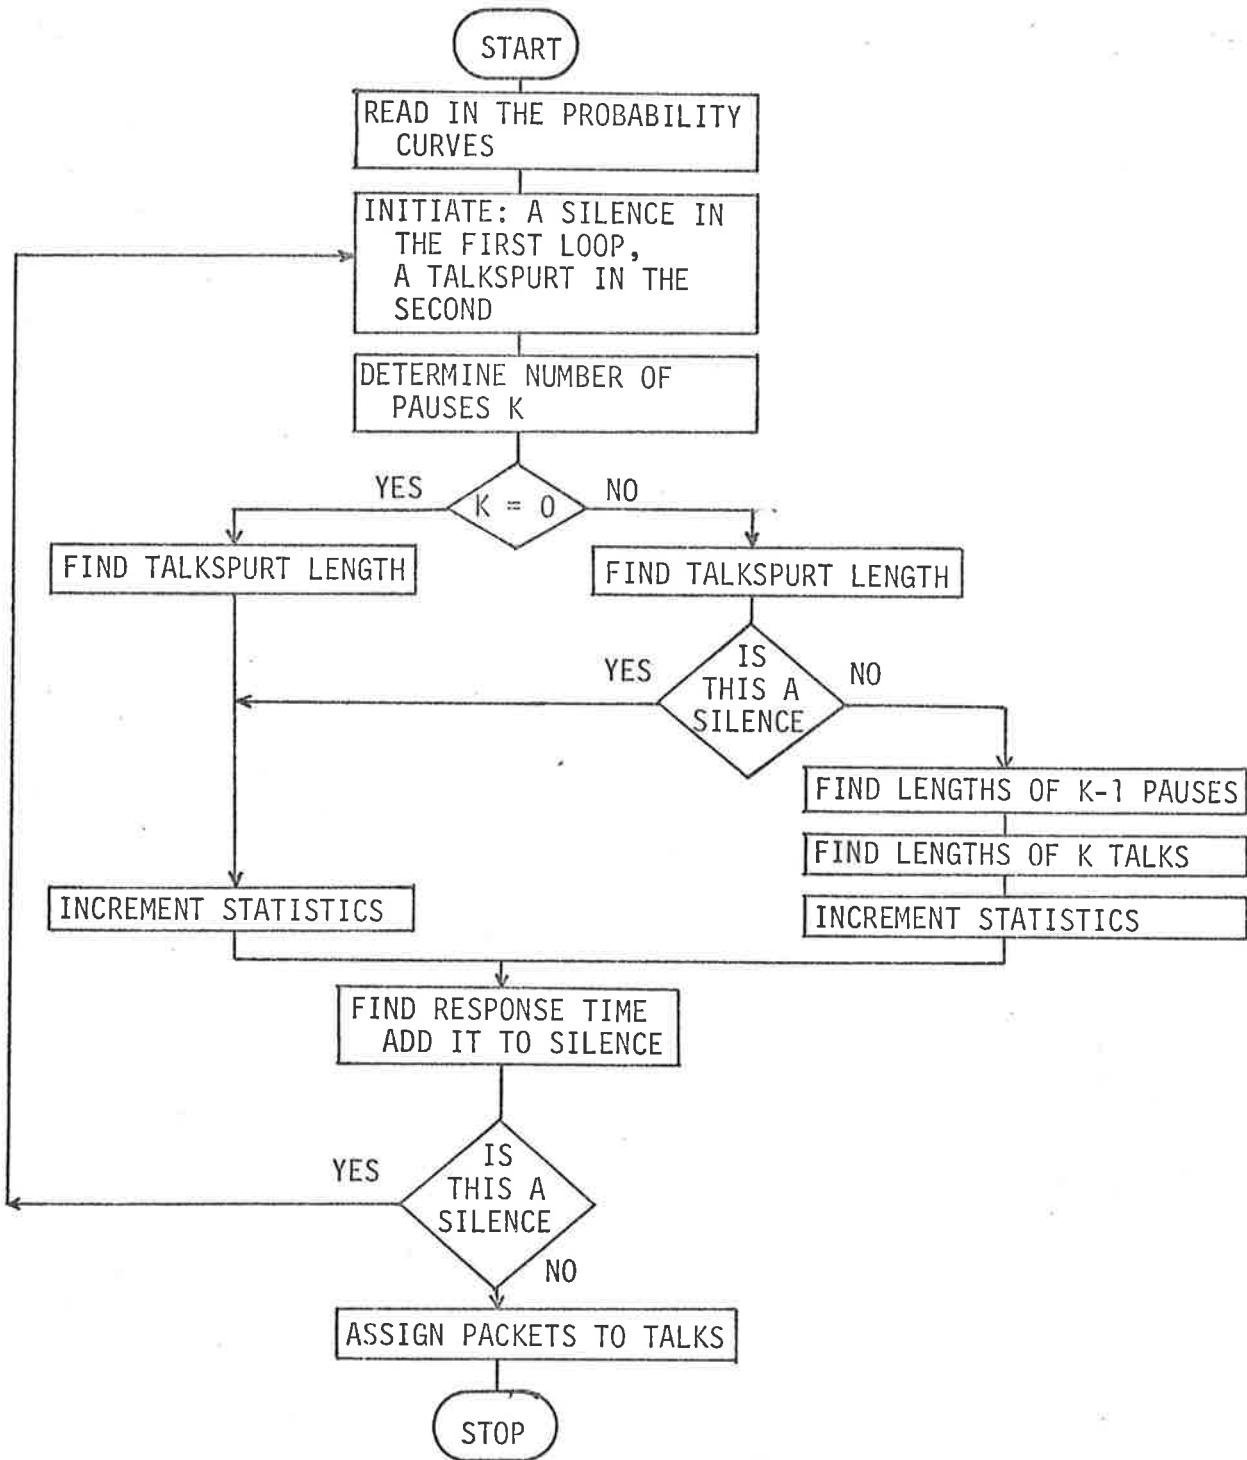 START
READ IN THE PROBABILITY
CURVES
INITIATE: A SILENCE IN
THE FIRST LOOP,
A TALKSPURT IN THE
SECOND
DETERMINE NUMBER OF
PAUSES K
YES
K = 0
NO
FIND TALKSPURT LENGTH
FIND TALKSPURT LENGTH
YES
IS
THIS A
SILENCE
NO
FIND LENGTHS OF K-1 PAUSES
FIND LENGTHS OF K TALKS
INCREMENT STATISTICS
INCREMENT STATISTICS
FIND RESPONSE TIME
ADD IT TO SILENCE
YES
IS
THIS A
SILENCE
NO
ASSIGN PACKETS TO TALKS
STOP